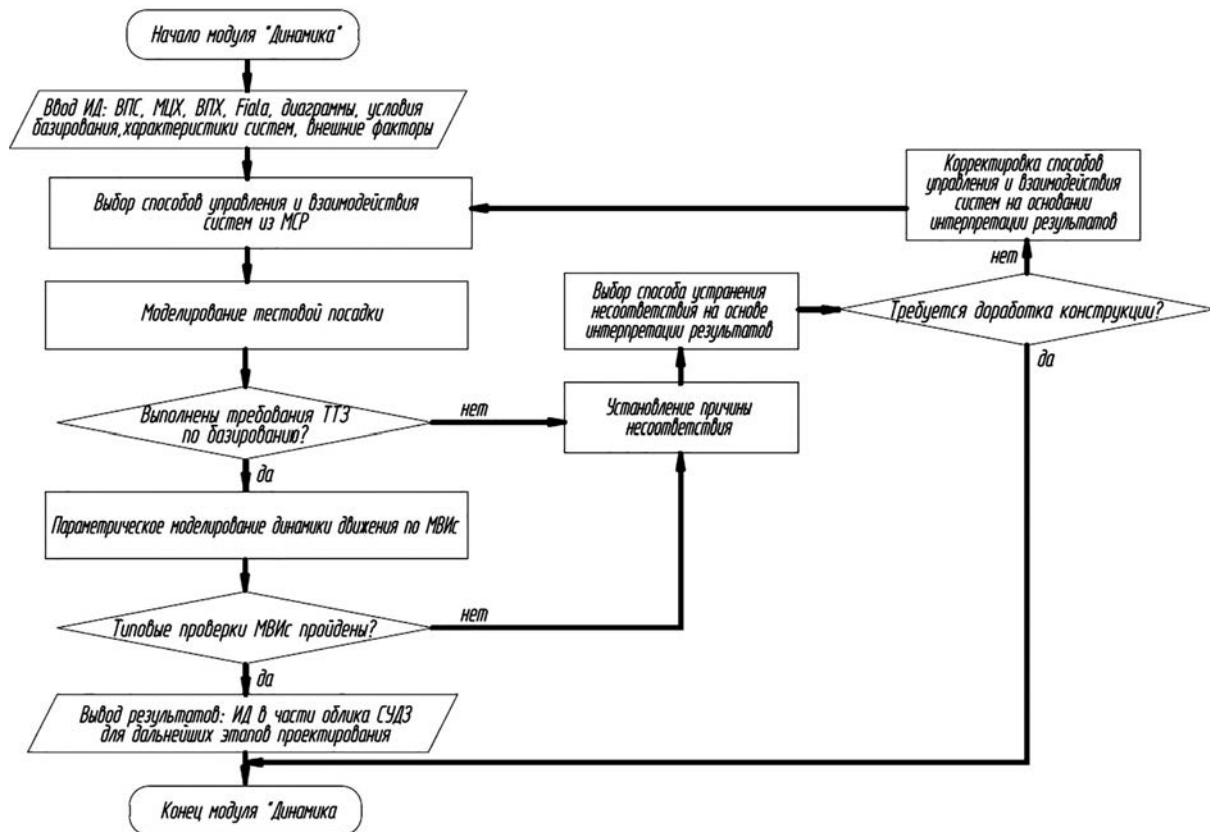 Начало модуля "Динамика"
Ввод ИД: ВПС, МЦХ, ВПХ, Fiala, диаграммы, условия
базирования,характеристики систем, внешние факторы
Выбор способов управления и взаимодействия
систем из МСР
Моделирование тестовой посадки
Выполнены требования ТТЗ
по базированию?
нет
да
Установление причины
несоответствия
Выбор способа устранения
несоответствия на основе
интерпретации результатов
Требуется доработка конструкции?
нет
да
Корректировка способов
управления и взаимодействия
систем на основании
интерпретации результатов
Параметрическое моделирование динамики движения по МВИс
Типовые проверки МВИс пройдены?
нет
да
Вывод результатов: ИД в части облика СУДЗ
для дальнейших этапов проектирования
Конец модуля "Динамика